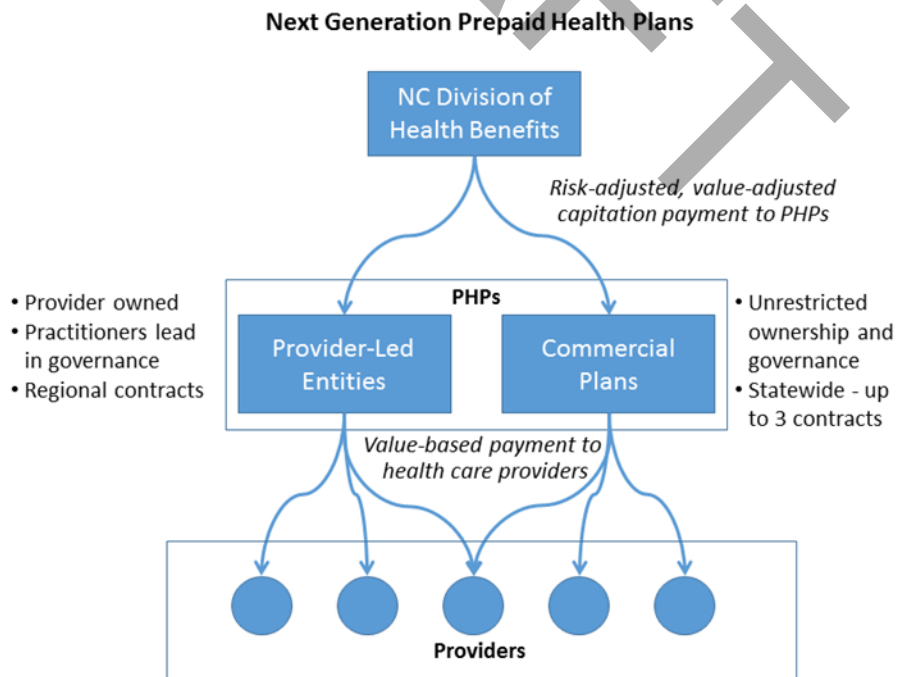 Next Generation Prepaid Health Plans
NC Division of
Health Benefits
Risk-adjusted, value-adjusted
capitation payment to PHPs
• Provider owned
• Practitioners lead
in governance
• Regional contracts
PHPs
Provider-Led
Entities
Commercial
Plans
• Unrestricted
ownership and
governance
• Statewide - up
to 3 contracts
Value-based payment to
health care providers
Providers